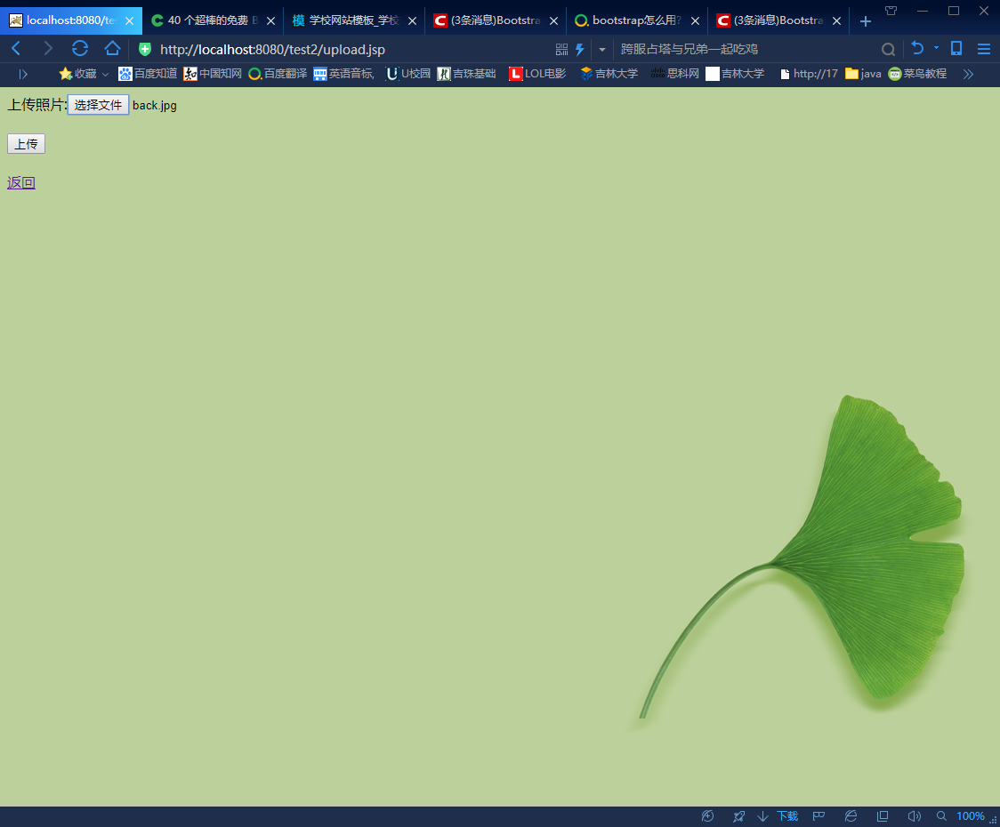 localhost:8080/te
40 个超棒的免费 B
模 学校网站模板_学校
(3条消息)Bootstra
bootstrap怎么用?
(3条消息)Bootstra
http://localhost:8080/test2/upload.jsp
跨服占塔与兄弟一起吃鸡
收藏 百度知道 中国知网 百度翻译 英语音标, U校园 吉珠基础 LOL电影 吉林大学 思科网 吉林大学 http://17 java 菜鸟教程
上传照片:选择文件 back.jpg
上传
返回
下载 100%